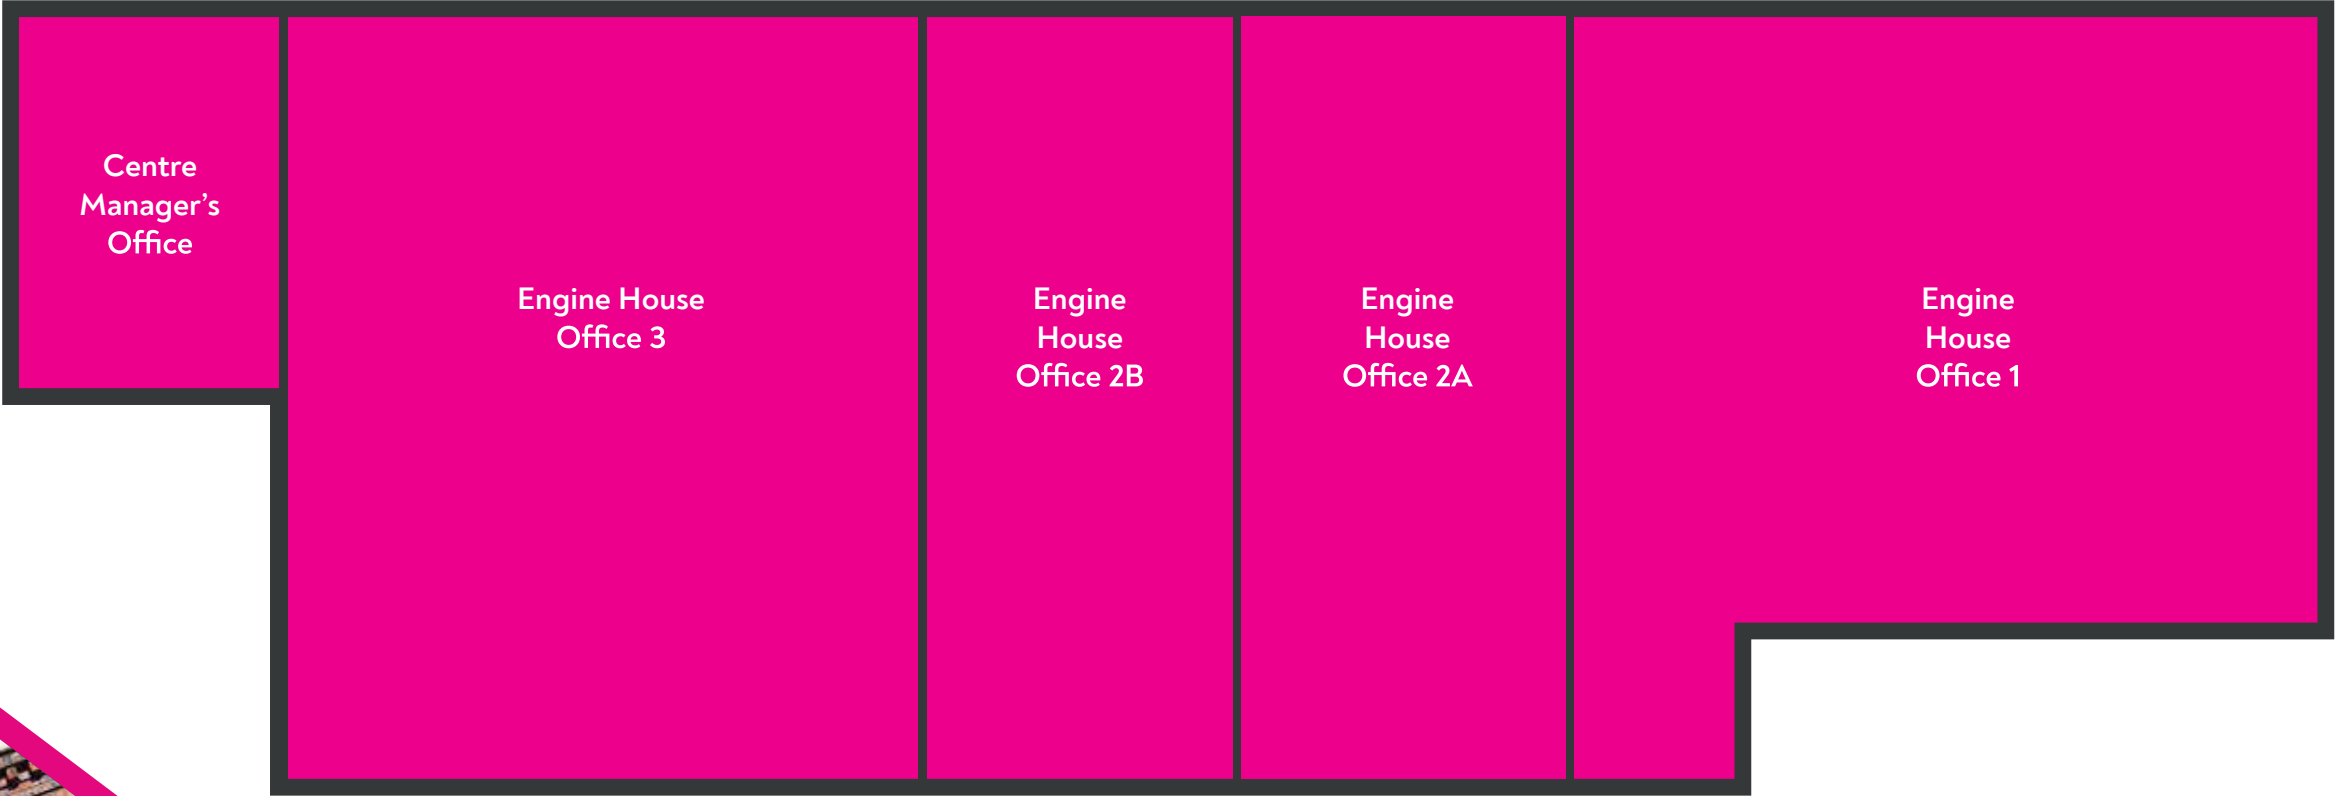 Centre
Manager’s
Office
Engine House
Office 3
Engine
House
Office 2B
Engine
House
Office 2A
Engine
House
Office 1